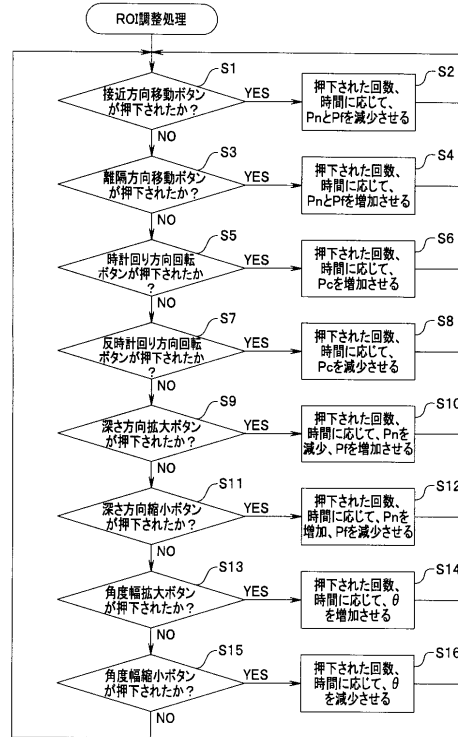 ROI調整処理
S1
接近方向移動ボタン
が押下されたか?
YES
NO
S2
押下された回数、
時間に応じて、
PnとPfを減少させる
S3
離隔方向移動ボタン
が押下されたか?
YES
NO
S4
押下された回数、
時間に応じて、
PnとPfを増加させる
S5
時計回り方向回転
ボタンが押下されたか
?
YES
NO
S6
押下された回数、
時間に応じて、
Pcを増加させる
S7
反時計回り方向回転
ボタンが押下されたか
?
YES
NO
S8
押下された回数、
時間に応じて、
Pcを減少させる
S9
深さ方向拡大ボタン
が押下されたか?
YES
NO
S10
押下された回数、
時間に応じて、Pnを
減少、Pfを増加させる
S11
深さ方向縮小ボタン
が押下されたか?
YES
NO
S12
押下された回数、
時間に応じて、Pnを
増加、Pfを減少させる
S13
角度幅拡大ボタン
が押下されたか?
YES
NO
S14
押下された回数、
時間に応じて、θ
を増加させる
S15
角度幅縮小ボタン
が押下されたか?
YES
NO
S16
押下された回数、
時間に応じて、θ
を減少させる